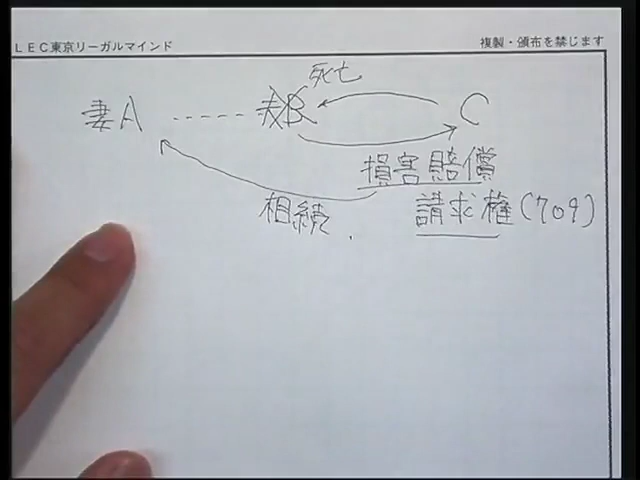 LEC東京リーガルマインド
複製・頒布を禁じます
死亡
妻A 夫B C
損害賠償
相続 請求権(709)